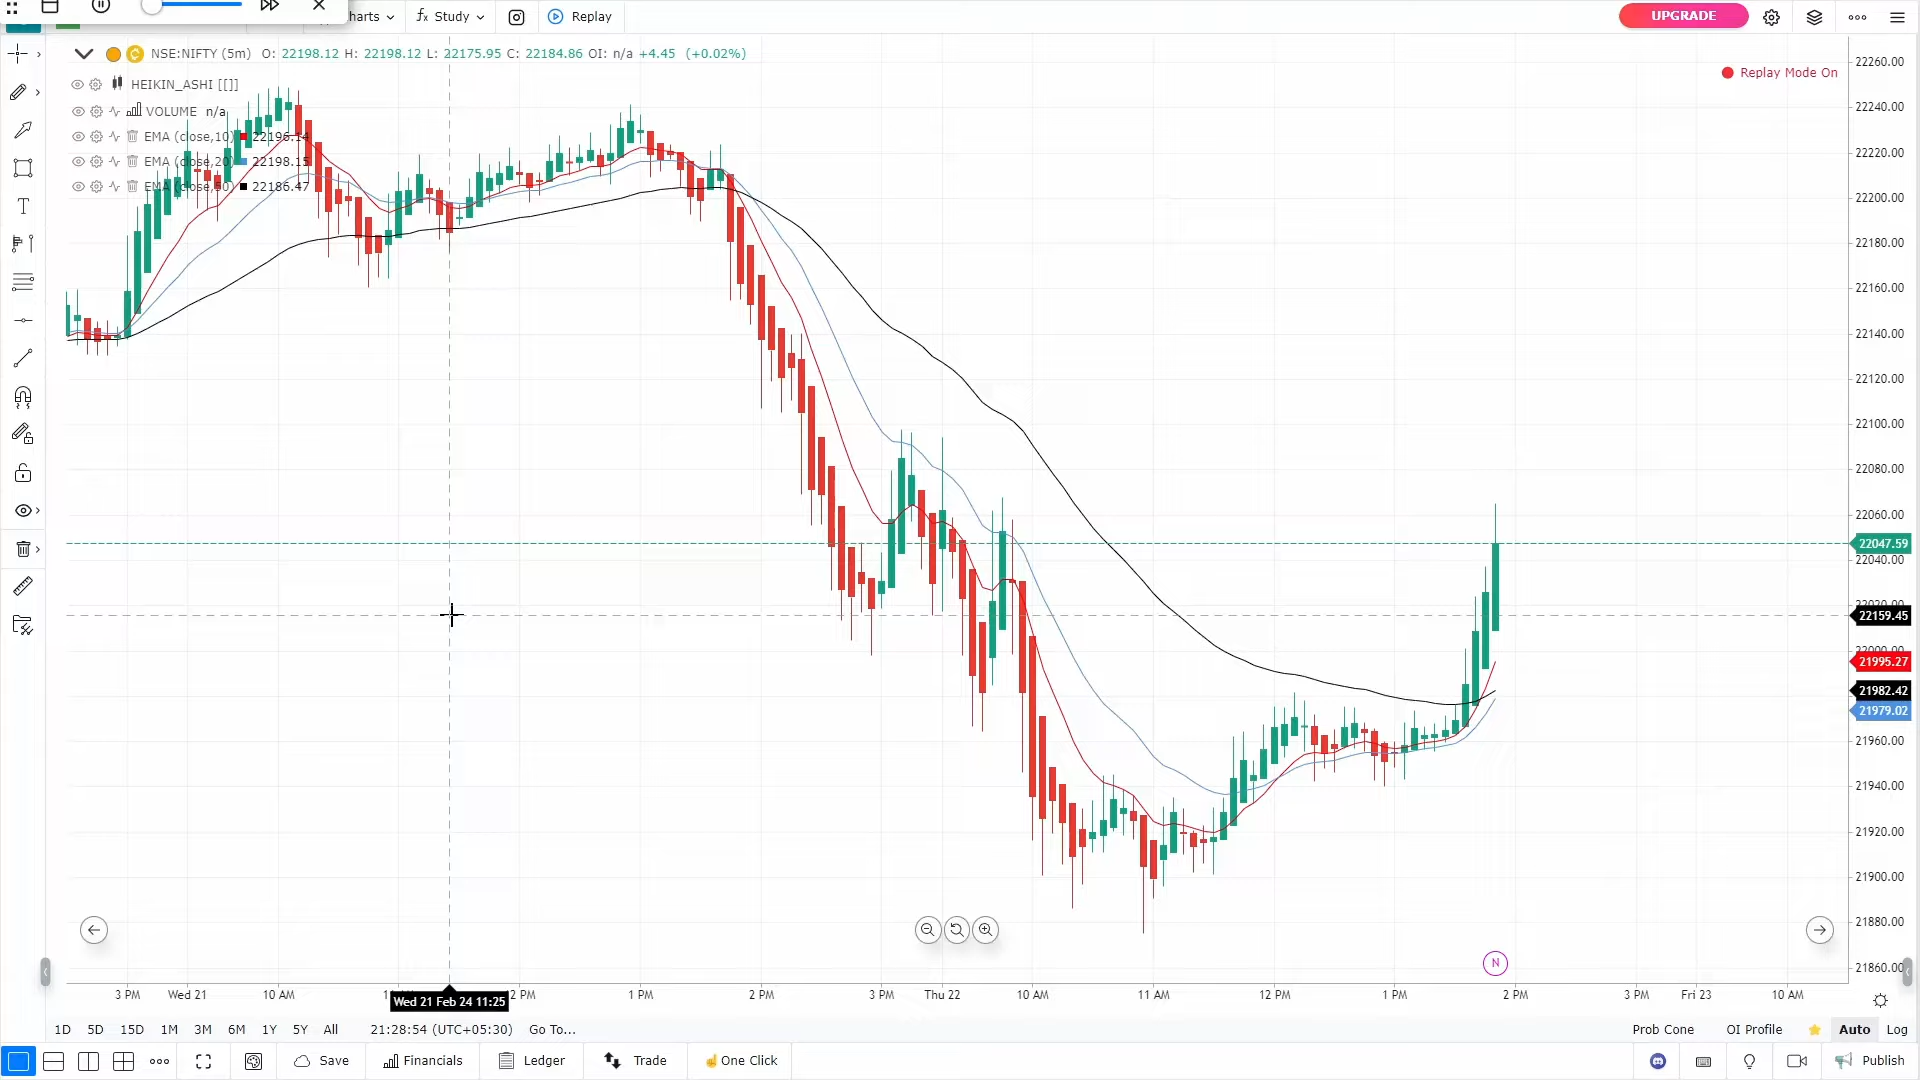 Charts
Study
Replay
UPGRADE
NSE:NIFTY (5m) O: 22198.12 H: 22198.12 L: 22175.95 C: 22184.86 OI: n/a +4.45 (+0.02%)
Replay Mode On
HEIKIN_ASHI [[]]
VOLUME n/a
EMA (close,10) 22196.14
EMA (close,20) 22198.15
22186.47
22260.00
22240.00
22220.00
22200.00
22180.00
22160.00
22140.00
22120.00
22100.00
22080.00
22060.00
22047.59
22040.00
22159.45
21995.27
21982.42
21979.02
21960.00
21940.00
21920.00
21900.00
21880.00
21860.00
N
3 PM Wed 21 10 AM Wed 21 Feb 24 11:25 2 PM 1 PM 2 PM 3 PM Thu 22 10 AM 11 AM 12 PM 1 PM 2 PM 3 PM Fri 23 10 AM
1D 5D 15D 1M 3M 6M 1Y 5Y All 21:28:54 (UTC+05:30) Go To... Prob Cone OI Profile Auto Log
Save Financials Ledger Trade One Click Publish